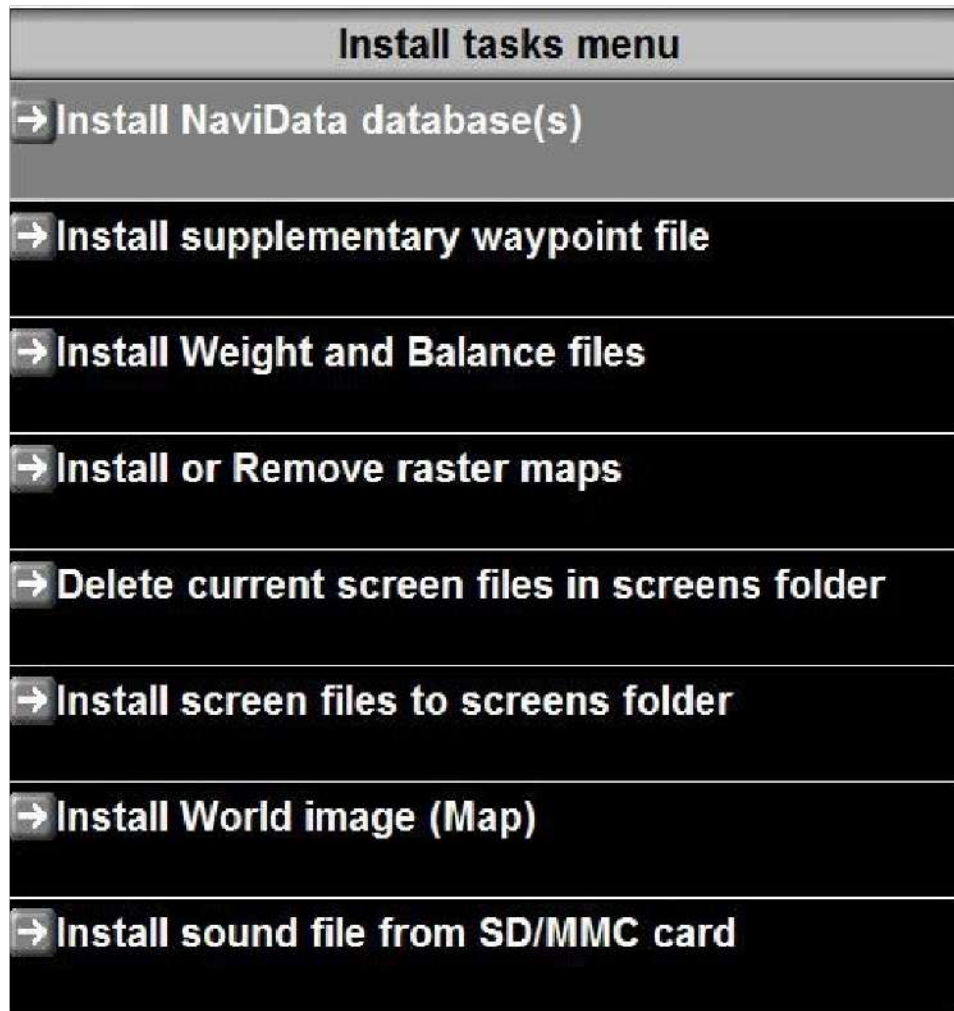 Install tasks menu
Install NaviData database(s)
Install supplementary waypoint file
Install Weight and Balance files
Install or Remove raster maps
Delete current screen files in screens folder
Install screen files to screens folder
Install World image (Map)
Install sound file from SD/MMC card